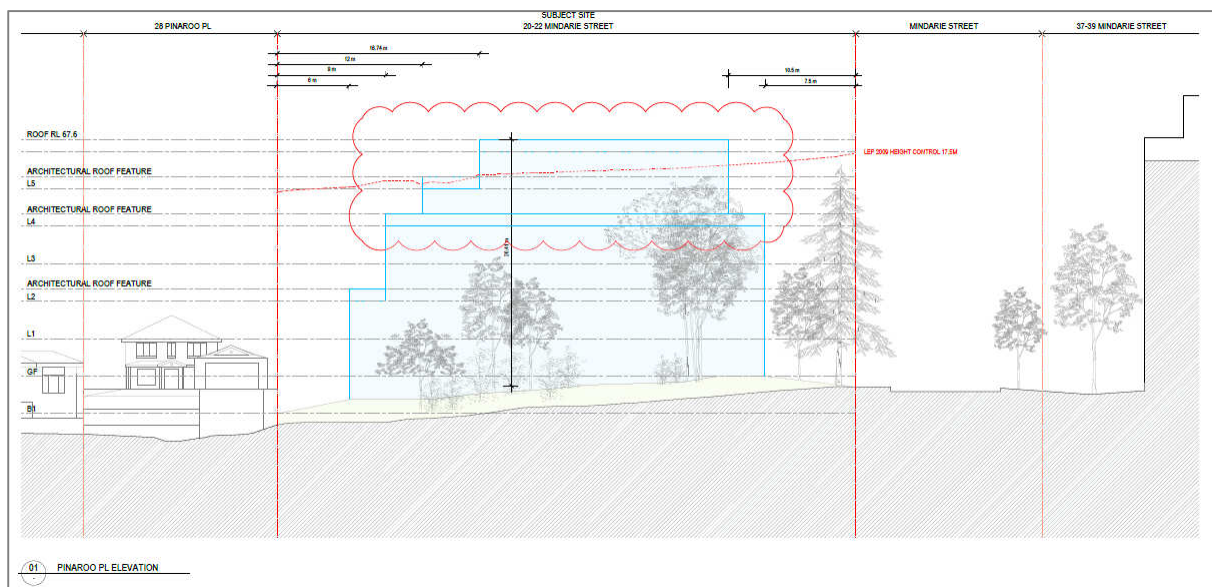 SUBJECT SITE
28 PINAROO PL
20-22 MINDARIE STREET
MINDARIE STREET
37-39 MINDARIE STREET
16.74 m
12 m
9 m
6 m
10.5 m
7.5 m
ROOF RL 67.6
LEP 2009 HEIGHT CONTROL 17.5M
ARCHITECTURAL ROOF FEATURE
L5
ARCHITECTURAL ROOF FEATURE
L4
L3
ARCHITECTURAL ROOF FEATURE
L2
L1
GF
B1
01
PINAROO PL ELEVATION